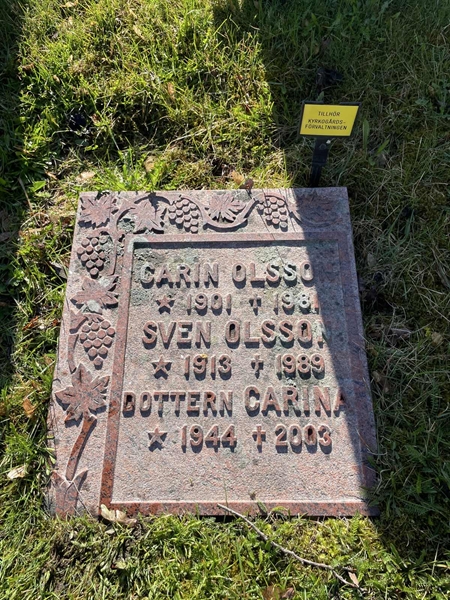 TILLHÖR
KYRKOGÅRDS-
FÖRVALTNINGEN
CARIN OLSSON
★ 1901 ✝ 1981
SVEN OLSSON
★ 1913 ✝ 1989
DOTTERN CARINA
★ 1944 ✝ 2003